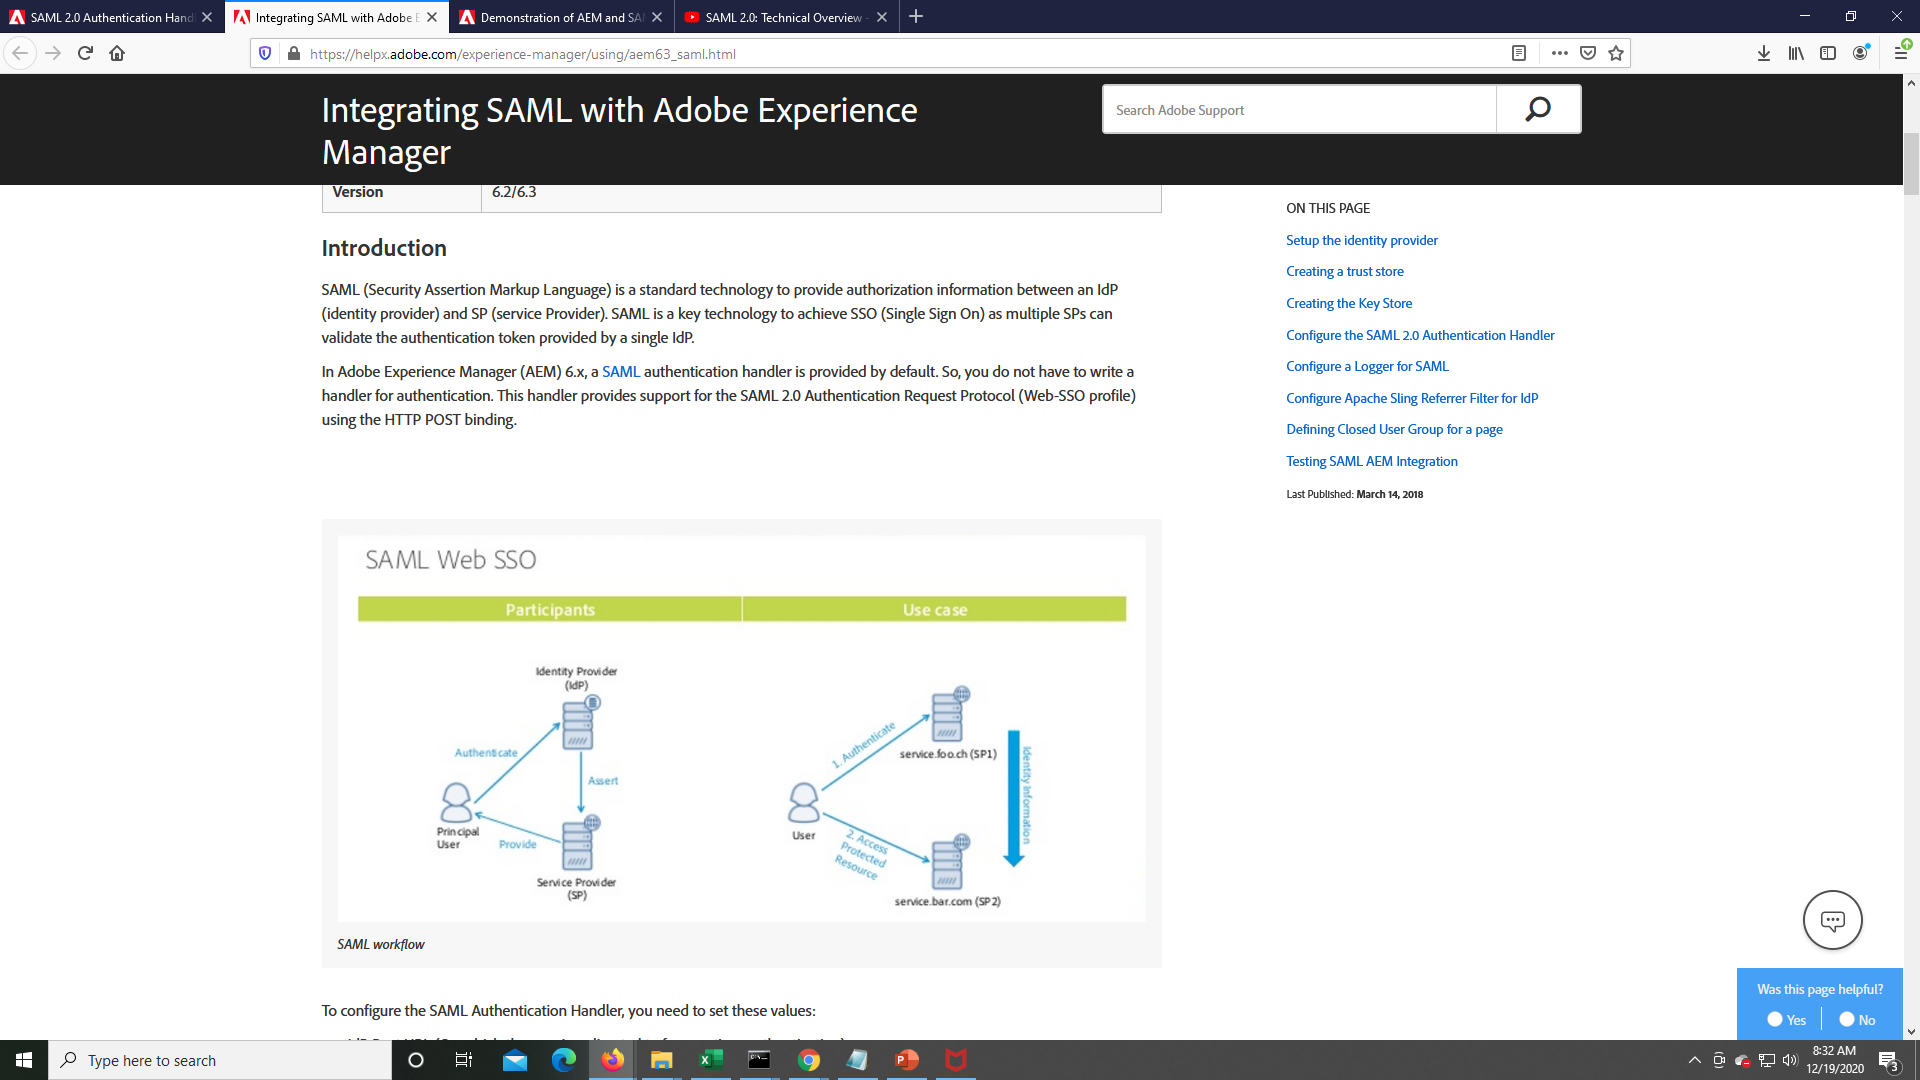 SAML 2.0 Authentication Hand
Integrating SAML with Adobe E
Demonstration of AEM and SA
SAML 2.0: Technical Overview -
https://helpx.adobe.com/experience-manager/using/aem63_saml.html
Integrating SAML with Adobe Experience
Manager
Search Adobe Support
Version 6.2/6.3
Introduction
SAML (Security Assertion Markup Language) is a standard technology to provide authorization information between an IdP
(identity provider) and SP (service Provider). SAML is a key technology to achieve SSO (Single Sign On) as multiple SPs can
validate the authentication token provided by a single IdP.
In Adobe Experience Manager (AEM) 6.x, a SAML authentication handler is provided by default. So, you do not have to write a
handler for authentication. This handler provides support for the SAML 2.0 Authentication Request Protocol (Web-SSO profile)
using the HTTP POST binding.
ON THIS PAGE
Setup the identity provider
Creating a trust store
Creating the Key Store
Configure the SAML 2.0 Authentication Handler
Configure a Logger for SAML
Configure Apache Sling Referrer Filter for IdP
Defining Closed User Group for a page
Testing SAML AEM Integration
Last Published: March 14, 2018
SAML Web SSO
Participants
Use case
Identity Provider
(IdP)
Authenticate
Assert
Principal
User
Provide
Service Provider
(SP)
1. Authenticate
service.foo.ch (SP1)
Identity Information
User
2. Access
Protected
Resource
service.bar.com (SP2)
SAML workflow
To configure the SAML Authentication Handler, you need to set these values:
Was this page helpful?
Yes
No
Type here to search
8:32 AM
12/19/2020
3